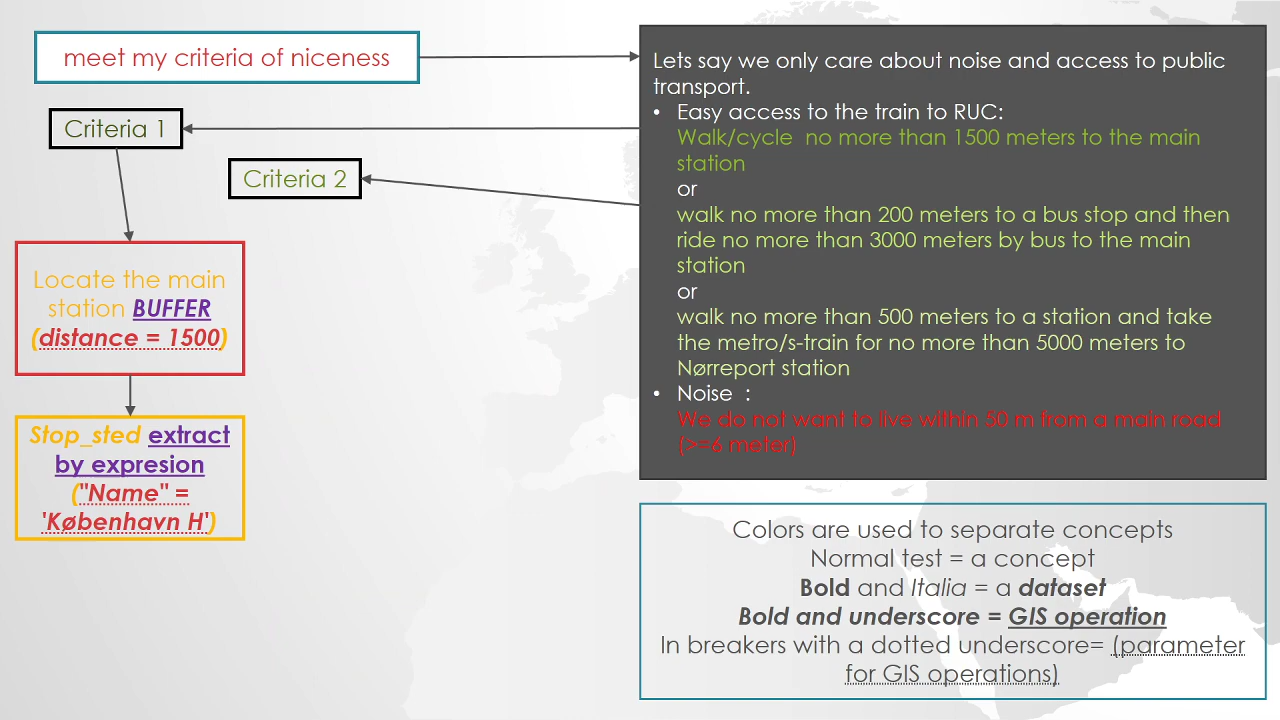 meet my criteria of niceness
Criteria 1
Criteria 2
Locate the main
station BUFFER
(distance = 1500)
Stop_sted extract
by expresion
("Name" =
'København H')
Lets say we only care about noise and access to public
transport.
• Easy access to the train to RUC:
Walk/cycle no more than 1500 meters to the main
station
or
walk no more than 200 meters to a bus stop and then
ride no more than 3000 meters by bus to the main
station
or
walk no more than 500 meters to a station and take
the metro/s-train for no more than 5000 meters to
Nørreport station
• Noise :
We do not want to live within 50 m from a main road
(>=6 meter)
Colors are used to separate concepts
Normal test = a concept
Bold and Italia = a dataset
Bold and underscore = GIS operation
In breakers with a dotted underscore= (parameter
for GIS operations)